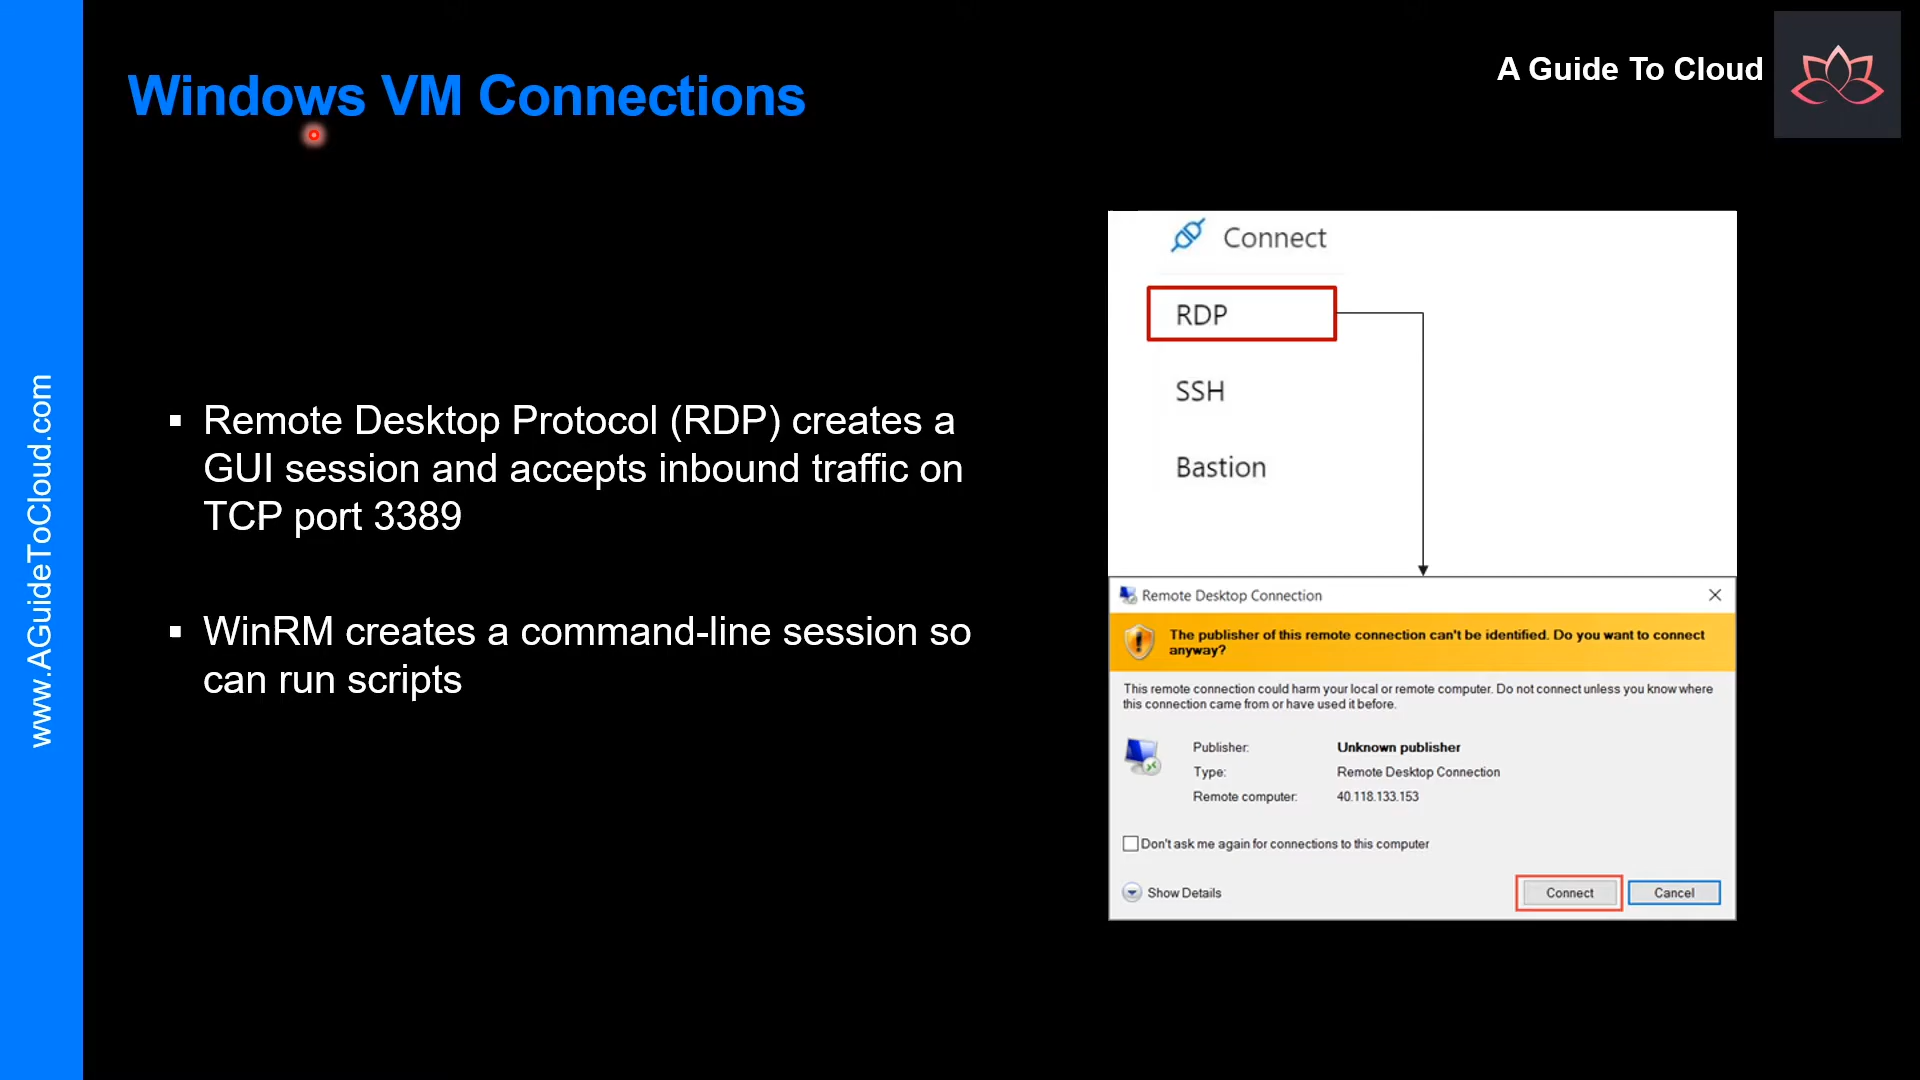 Windows VM Connections
A Guide To Cloud
www.AGuideToCloud.com
▪ Remote Desktop Protocol (RDP) creates a
GUI session and accepts inbound traffic on
TCP port 3389
▪ WinRM creates a command-line session so
can run scripts
Connect
RDP
SSH
Bastion
Remote Desktop Connection
The publisher of this remote connection can't be identified. Do you want to connect
anyway?
This remote connection could harm your local or remote computer. Do not connect unless you know where
this connection came from or have used it before.
Publisher: Unknown publisher
Type: Remote Desktop Connection
Remote computer: 40.118.133.153
Don't ask me again for connections to this computer
Show Details
Connect
Cancel